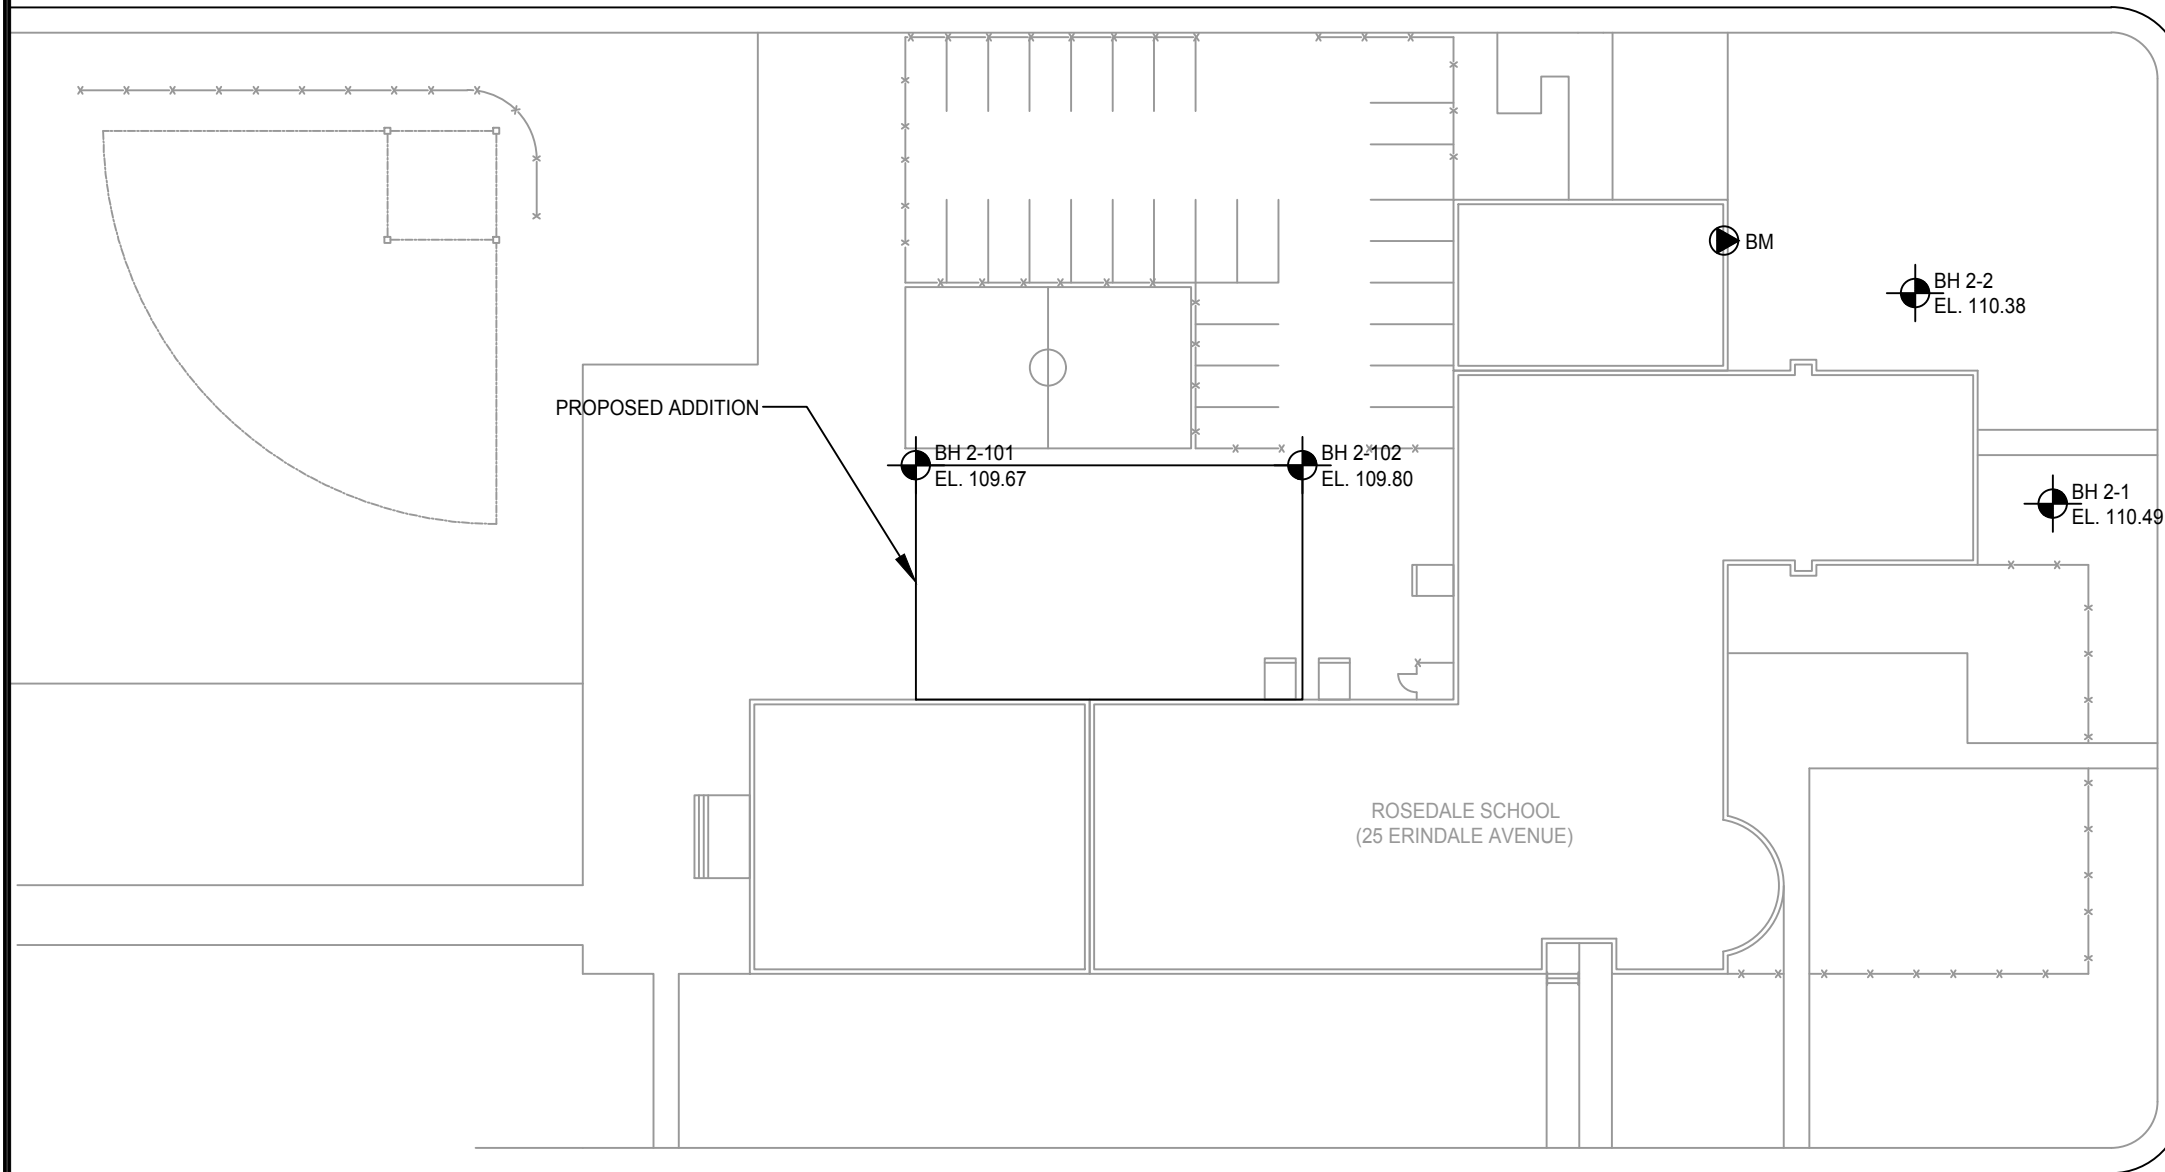 BM
BH 2-2
EL. 110.38
PROPOSED ADDITION
BH 2-101
EL. 109.67
BH 2-102
EL. 109.80
BH 2-1
EL. 110.49
ROSEDALE SCHOOL
(25 ERINDALE AVENUE)